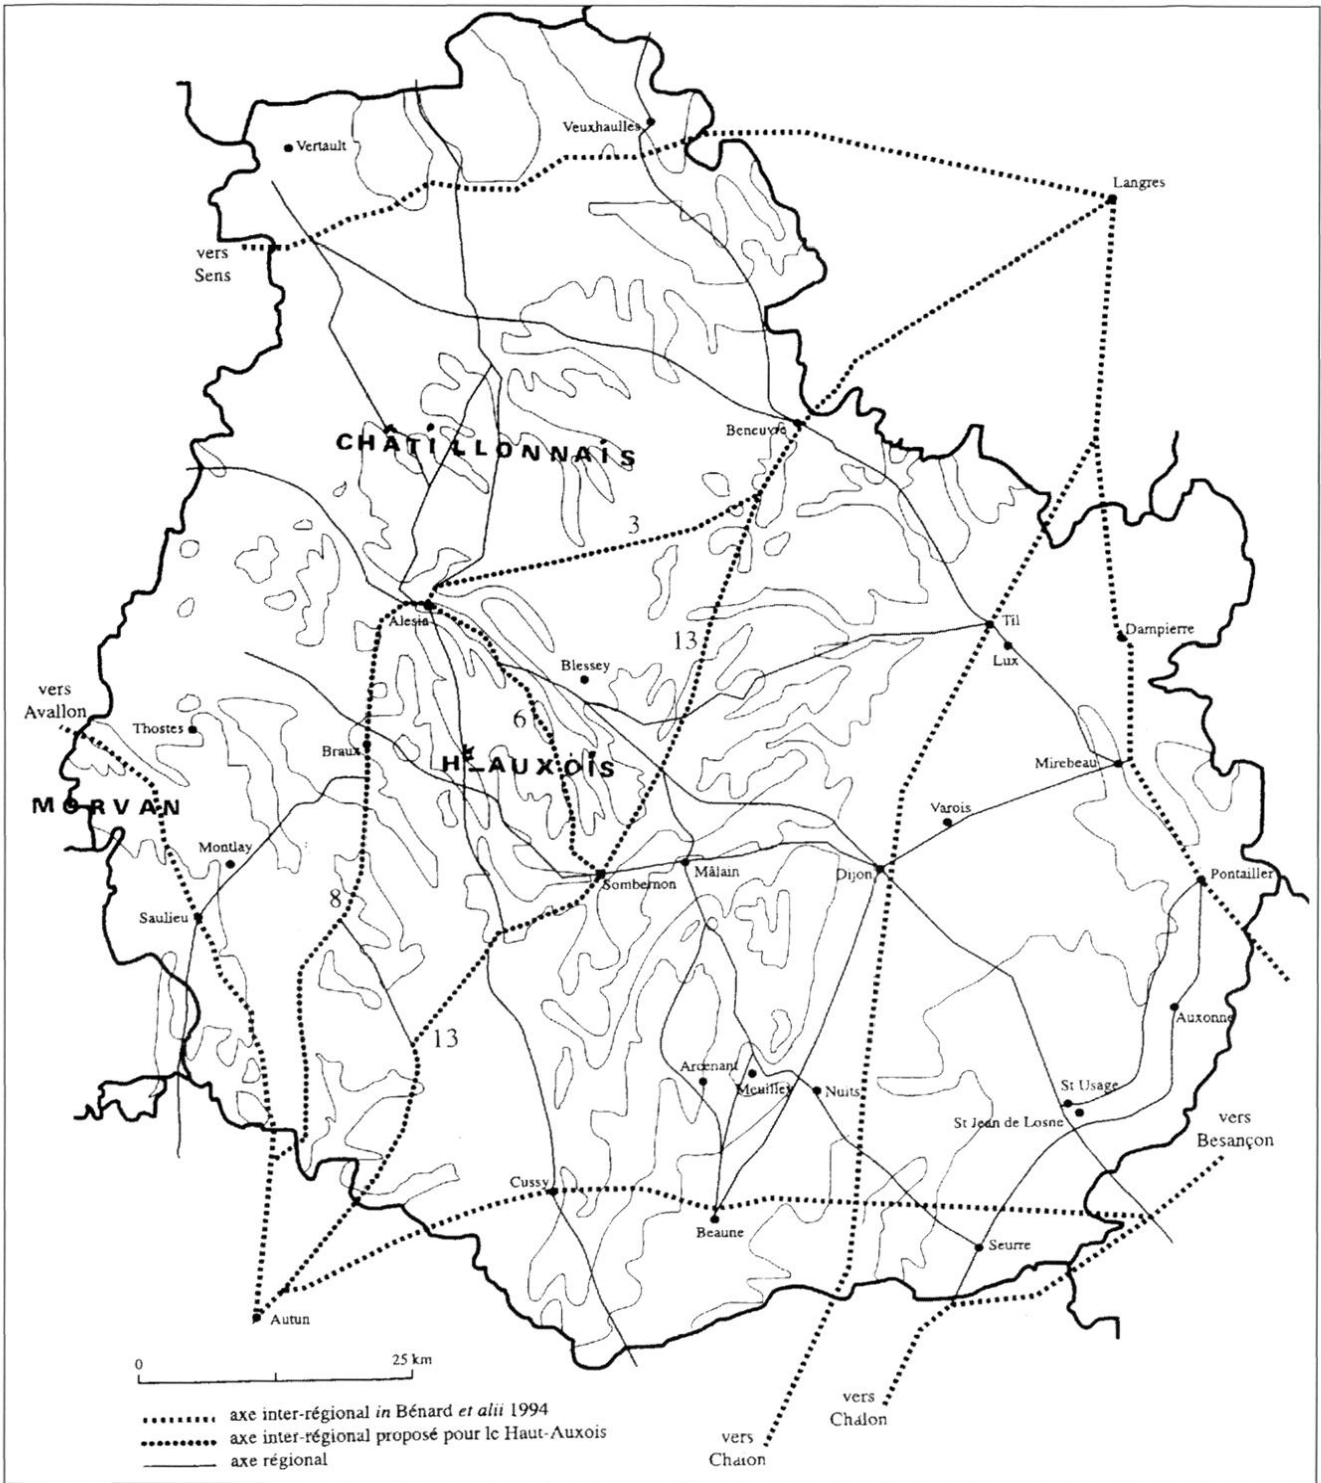 Veuxhaulles
Vertault
Langres
vers
Sens
Beneuvre
CHÂTILLONNAIS
3
Alesia
Til
Dampierre
13
Lux
Blessey
vers
Avallon
6
Thostes
Braux
Ht-AUXOIS
Mirebeau
MORVAN
Varois
Montlay
Mâlain
Dijon
Pontailler
Sombernon
8
Saulieu
Auxonne
13
Arcenant
Meuilley
Nuits
St Usage
St Jean de Losne
vers
Besançon
Cussy
Beaune
Seurre
Autun
0
25 km
vers
Chalon
vers
Chalon
axe inter-régional in Bénard et alii 1994
axe inter-régional proposé pour le Haut-Auxois
axe régional